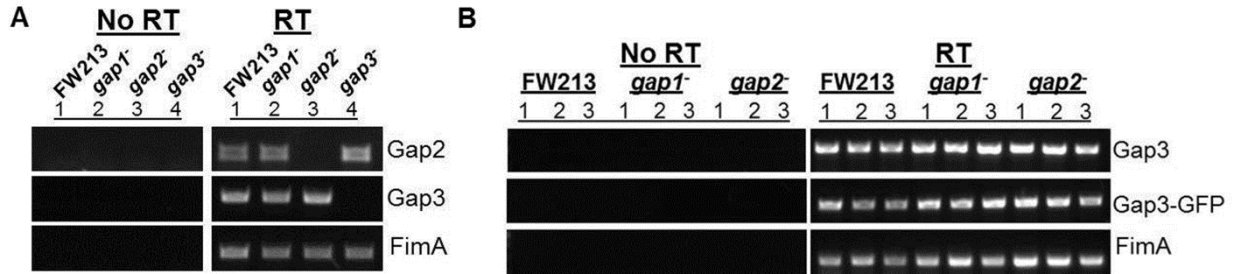 A
No RT RT
FW213 gap1- gap2- gap3- FW213 gap1- gap2- gap3-
1 2 3 4 1 2 3 4
Gap2
Gap3
FimA
B
No RT RT
FW213 gap1- gap2- FW213 gap1- gap2-
1 2 3 1 2 3 1 2 3 1 2 3 1 2 3 1 2 3
Gap3
Gap3-GFP
FimA